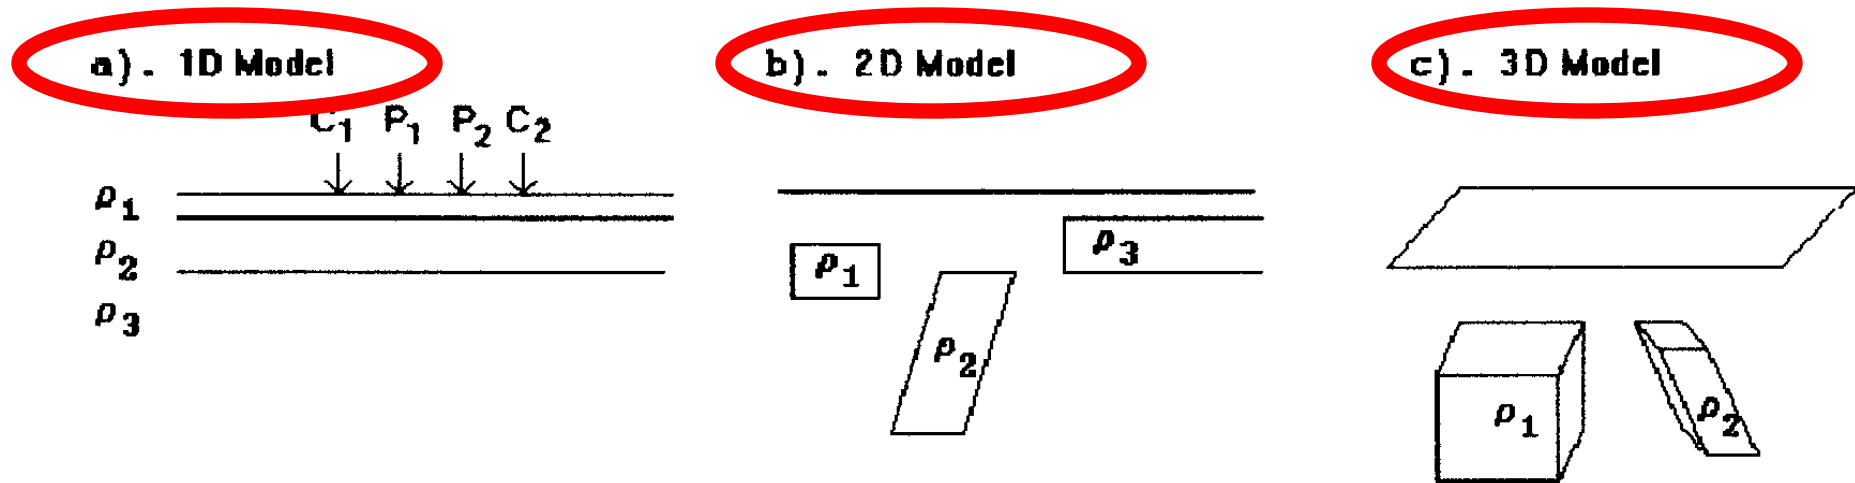 a). 1D Model
C1 P1 P2 C2
ρ1
ρ2
ρ3
b). 2D Model
ρ1
ρ3
ρ2
c). 3D Model
ρ1
ρ2